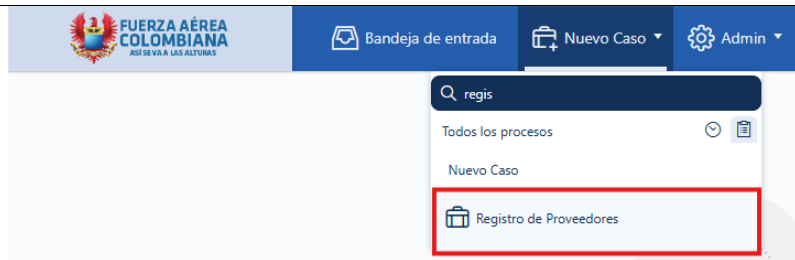 FUERZA AÉREA
COLOMBIANA
ASÍ SE VA A LAS ALTURAS
Bandeja de entrada
Nuevo Caso
Admin
regis
Todos los procesos
Nuevo Caso
Registro de Proveedores